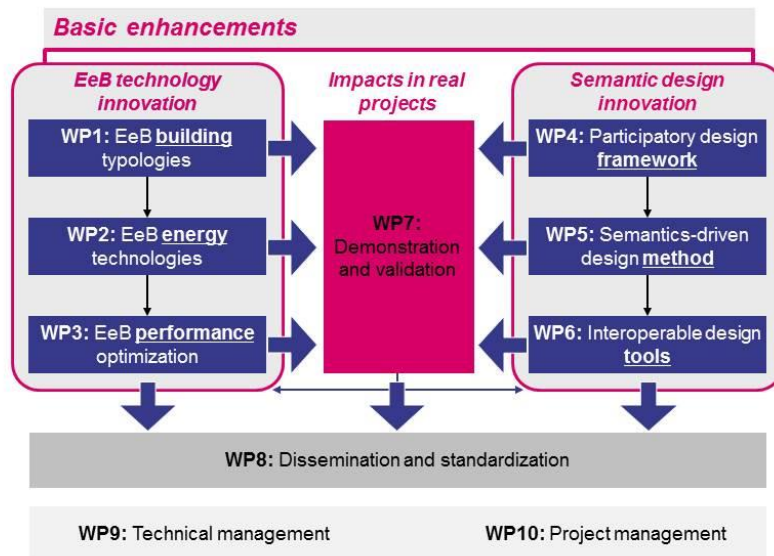 Basic enhancements
EeB technology
innovation
WP1: EeB building
typologies
WP2: EeB energy
technologies
WP3: EeB performance
optimization
Impacts in real
projects
WP7:
Demonstration
and validation
Semantic design
innovation
WP4: Participatory design
framework
WP5: Semantics-driven
design method
WP6: Interoperable design
tools
WP8: Dissemination and standardization
WP9: Technical management
WP10: Project management